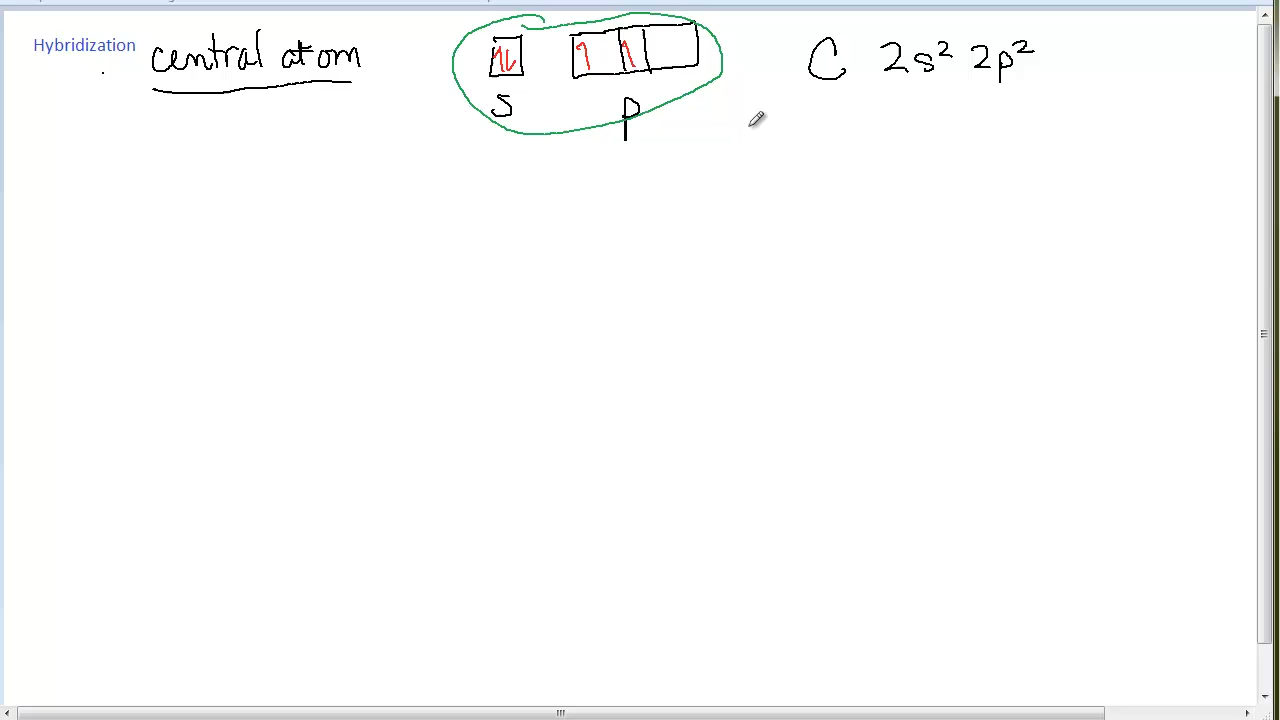 Hybridization central atom C 2s² 2p²
s p